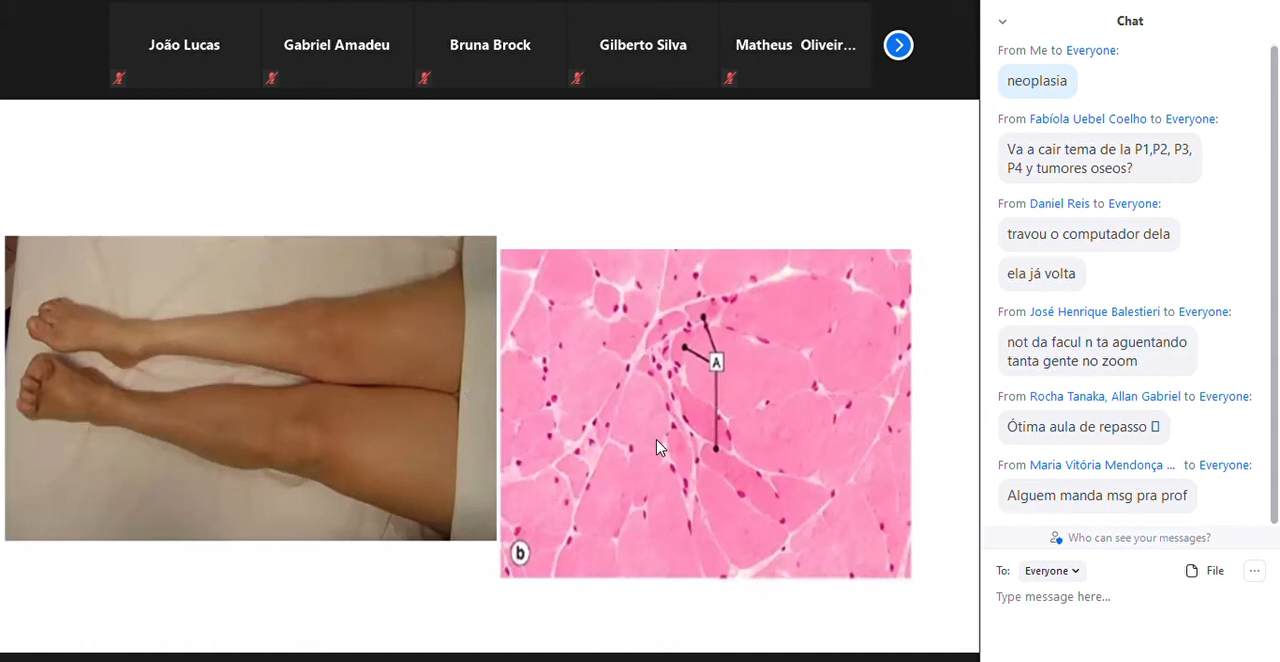 João Lucas
Gabriel Amadeu
Bruna Brock
Gilberto Silva
Matheus Oliveir...
A
b
Chat
From Me to Everyone:
neoplasia
From Fabíola Uebel Coelho to Everyone:
Va a cair tema de la P1,P2, P3,
P4 y tumores oseos?
From Daniel Reis to Everyone:
travou o computador dela
ela já volta
From José Henrique Balestieri to Everyone:
not da facul n ta aguentando
tanta gente no zoom
From Rocha Tanaka, Allan Gabriel to Everyone:
Ótima aula de repasso
From Maria Vitória Mendonça ... to Everyone:
Alguem manda msg pra prof
Who can see your messages?
To: Everyone File ...
Type message here...